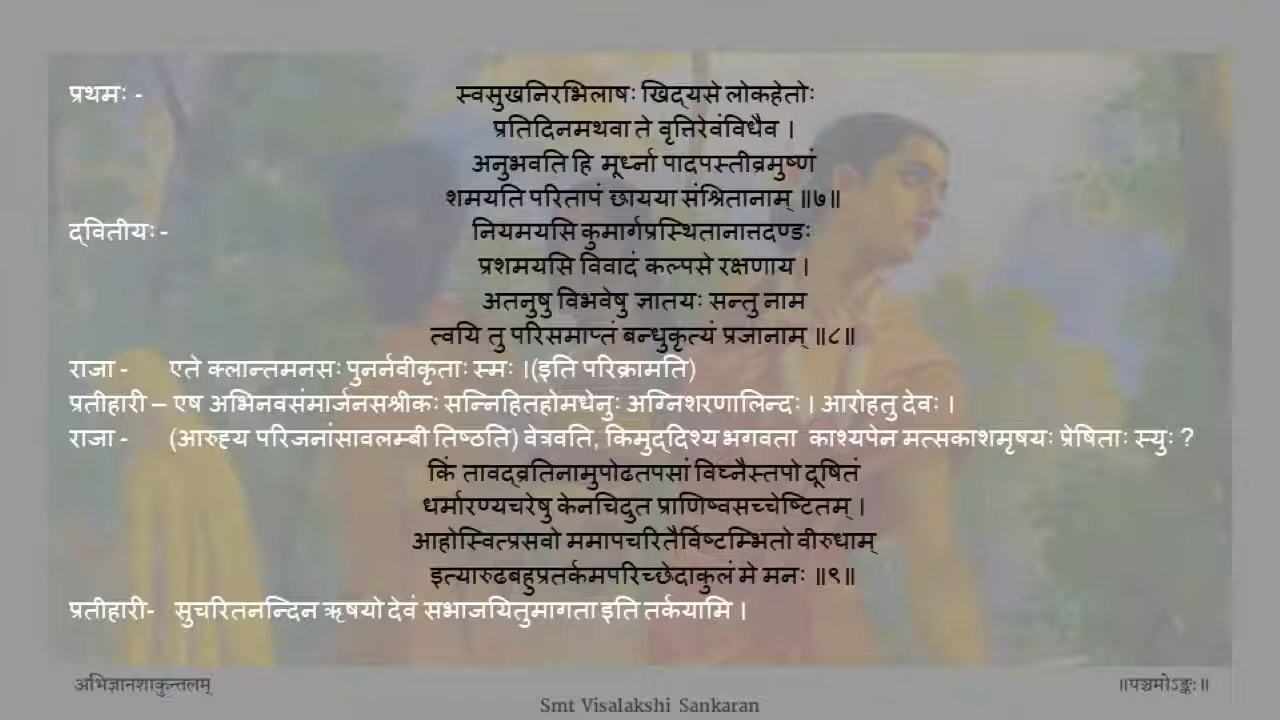 प्रथमः - स्वसुखनिरभिलाषः खिद्यसे लोकहेतोः
प्रतिदिनमथवा ते वृत्तिरेवंविधैव ।
अनुभवति हि मूर्ध्ना पादपस्तीव्रमुष्णं
शमयति परितापं छायया संश्रितानाम् ॥७॥
द्वितीयः - नियमयसि कुमार्गप्रस्थितानात्तदण्डः
प्रशमयसि विवादं कल्पसे रक्षणाय ।
अतनुषु विभवेषु ज्ञातयः सन्तु नाम
त्वयि तु परिसमाप्तं बन्धुकृत्यं प्रजानाम् ॥८॥
राजा - एते क्लान्तमनसः पुनर्नवीकृताः स्मः ।(इति परिक्रामति)
प्रतीहारी – एष अभिनवसंमार्जनसश्रीकः सन्निहितहोमधेनुः अग्निशरणालिन्दः । आरोहतु देवः ।
राजा - (आरुह्य परिजनांसावलम्बी तिष्ठति) वेत्रवति, किमुद्दिश्य भगवता काश्यपेन मत्सकाशमृषयः प्रेषिताः स्युः ?
किं तावद्व्रतिनामुपोढतपसां विघ्नैस्तपो दूषितं
धर्मारण्यचरेषु केनचिदुत प्राणिष्वसच्चेष्टितम् ।
आहोस्वित्प्रसवो ममापचरितैर्विष्टम्भितो वीरुधाम्
इत्यारुढबहुप्रतर्कमपरिच्छेदाकुलं मे मनः ॥९॥
प्रतीहारी- सुचरितनन्दिन ऋषयो देवं सभाजयितुमागता इति तर्कयामि ।
अभिज्ञानशाकुन्तलम् ॥पञ्चमोऽङ्कः॥
Smt Visalakshi Sankaran